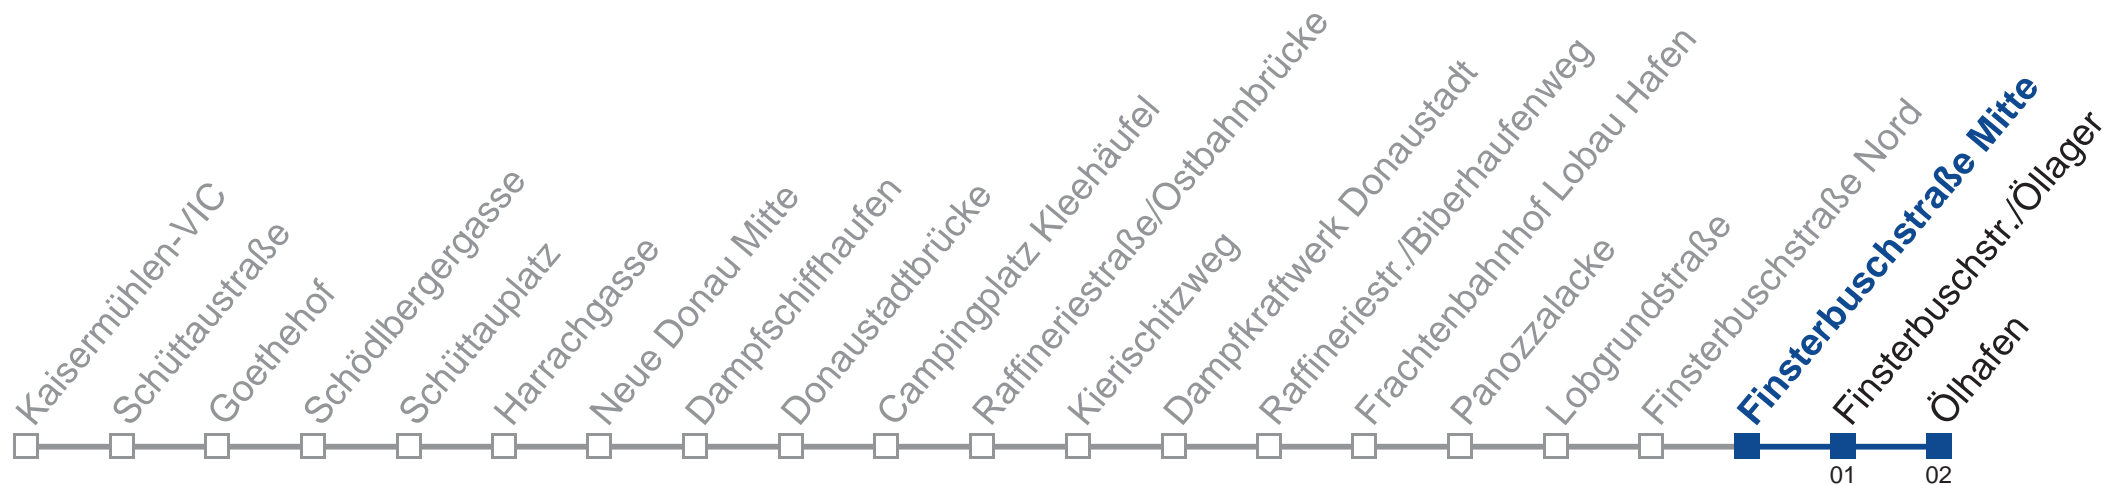 Kaisermühlen-VIC
Schüttaustraße
Goethehof
Schödlbergergasse
Schüttauplatz
Harrachgasse
Neue Donau Mitte
Dampfschiffhaufen
Donaustadtbrücke
Campingplatz Kleehäufel
Raffineriestraße/Ostbahnbrücke
Kierischitzweg
Dampfkraftwerk Donaustadt
Raffineriestr./Biberhaufenweg
Frachtenbahnhof Lobau Hafen
Panozzalacke
Lobgrundstraße
Finsterbuschstraße Nord
Finsterbuschstraße Mitte
Finsterbuschstr./Öllager
Ölhafen
01
02